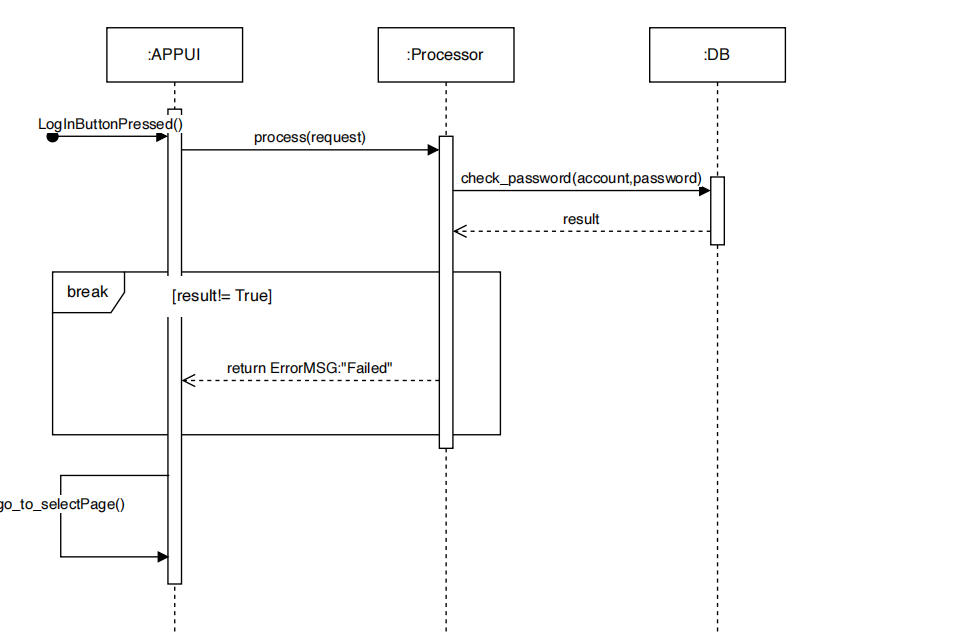 :APPUI
:Processor
:DB
LogInButtonPressed()
process(request)
check_password(account,password)
result
break
[result!= True]
return ErrorMSG:"Failed"
go_to_selectPage()